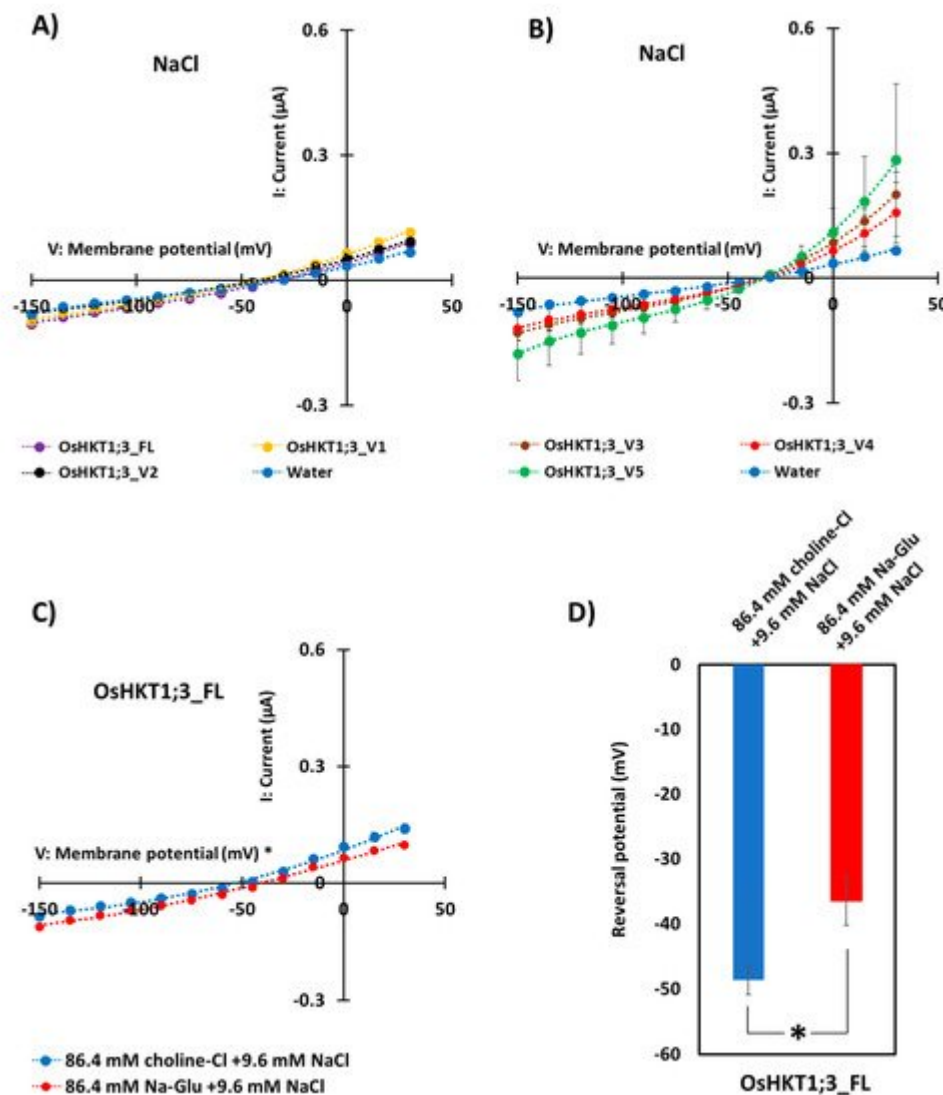 A)
NaCl
I: Current (µA)
0.6
0.3
V: Membrane potential (mV)
0
-150
-100
-50
0
50
-0.3
OsHKT1;3_FL
OsHKT1;3_V1
OsHKT1;3_V2
Water
B)
NaCl
I: Current (µA)
0.6
0.3
V: Membrane potential (mV)
0
-150
-100
-50
0
50
-0.3
OsHKT1;3_V3
OsHKT1;3_V4
OsHKT1;3_V5
Water
C)
OsHKT1;3_FL
I: Current (µA)
0.6
0.3
V: Membrane potential (mV) *
0
-150
-100
-50
0
50
-0.3
86.4 mM choline-Cl +9.6 mM NaCl
86.4 mM Na-Glu +9.6 mM NaCl
D)
86.4 mM choline-Cl
+9.6 mM NaCl
86.4 mM Na-Glu
+9.6 mM NaCl
Reversal potential (mV)
0
-10
-20
-30
-40
-50
-60
*
OsHKT1;3_FL